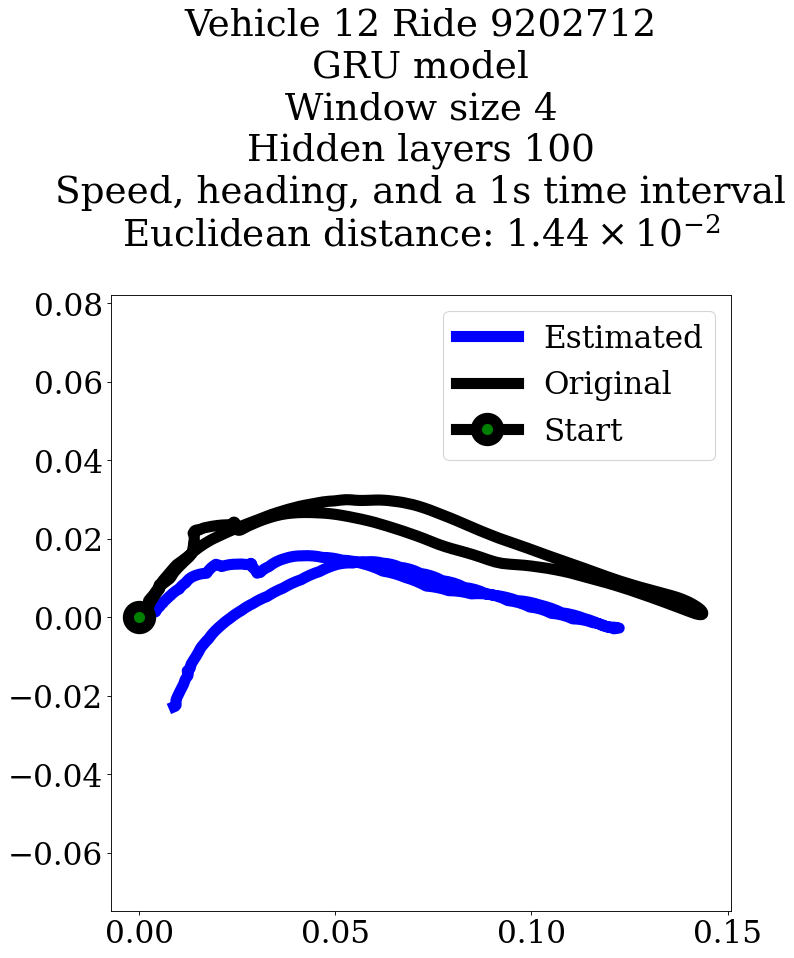 Vehicle 12 Ride 9202712
GRU model
Window size 4
Hidden layers 100
Speed, heading, and a 1s time interval
Euclidean distance: 1.44 × 10⁻²
0.08
0.06
0.04
0.02
0.00
−0.02
−0.04
−0.06
Estimated
Original
Start
0.00 0.05 0.10 0.15